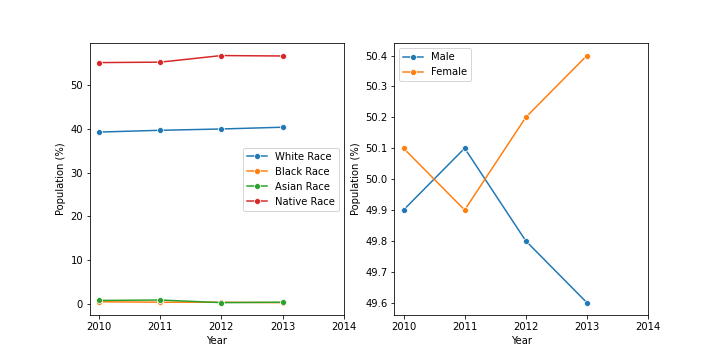 50
40
30
20
10
0
Population (%)
2010 2011 2012 2013 2014
Year
White Race
Black Race
Asian Race
Native Race
50.4
50.3
50.2
50.1
50.0
49.9
49.8
49.7
49.6
Population (%)
2010 2011 2012 2013 2014
Year
Male
Female